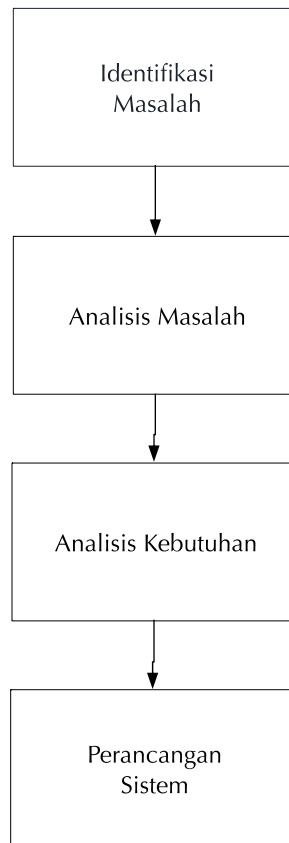 Identifikasi
Masalah
Analisis Masalah
Analisis Kebutuhan
Perancangan
Sistem